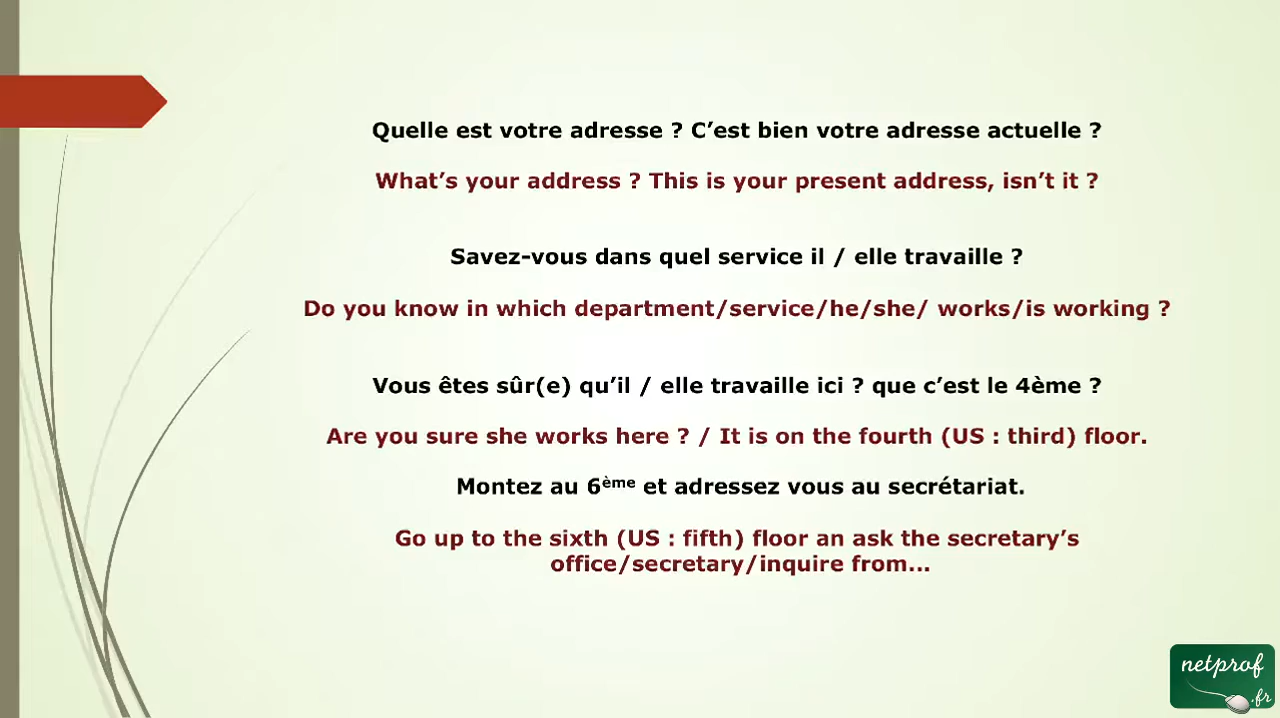 Quelle est votre adresse ? C’est bien votre adresse actuelle ?
What’s your address ? This is your present address, isn’t it ?
Savez-vous dans quel service il / elle travaille ?
Do you know in which department/service/he/she/ works/is working ?
Vous êtes sûr(e) qu’il / elle travaille ici ? que c’est le 4ème ?
Are you sure she works here ? / It is on the fourth (US : third) floor.
Montez au 6ème et adressez vous au secrétariat.
Go up to the sixth (US : fifth) floor an ask the secretary’s
office/secretary/inquire from...
netprof
.fr